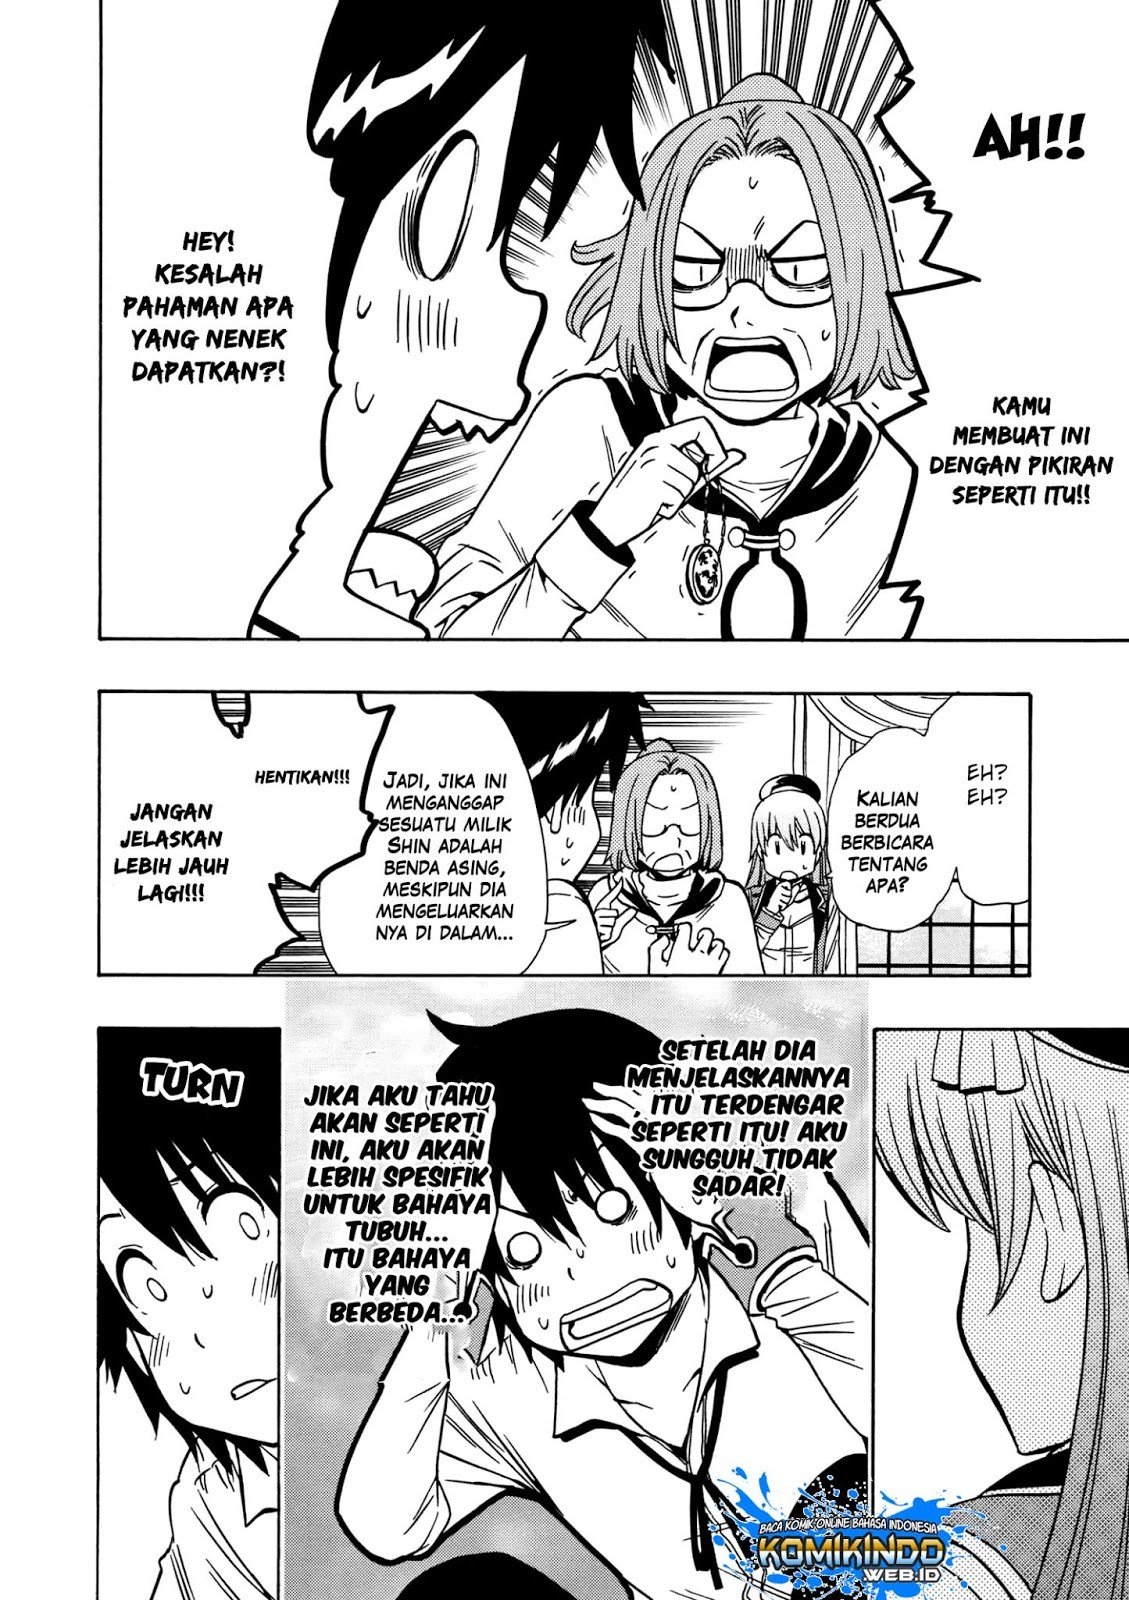 AH!!
KAMU
MEMBUAT INI
DENGAN PIKIRAN
SEPERTI ITU!!
HEY!
KESALAH
PAHAMAN APA
YANG NENEK
DAPATKAN?!
EH?
EH?
KALIAN
BERDUA
BERBICARA
TENTANG
APA?
JADI, JIKA INI
MENGANGGAP
SESUATU MILIK
SHIN ADALAH
BENDA ASING,
MESKIPUN DIA
MENGELUARKAN
NYA DI DALAM...
HENTIKAN!!!
JANGAN
JELASKAN
LEBIH JAUH
LAGI!!!
SETELAH DIA
MENJELASKANNYA
, ITU TERDENGAR
SEPERTI ITU! AKU
SUNGGUH TIDAK
SADAR!
JIKA AKU TAHU
AKAN SEPERTI
INI, AKU AKAN
LEBIH SPESIFIK
UNTUK BAHAYA
TUBUH...
ITU BAHAYA
YANG
BERBEDA...
TURN
BACA KOMIK ONLINE BAHASA INDONESIA
KOMIKINDO
.WEB.ID